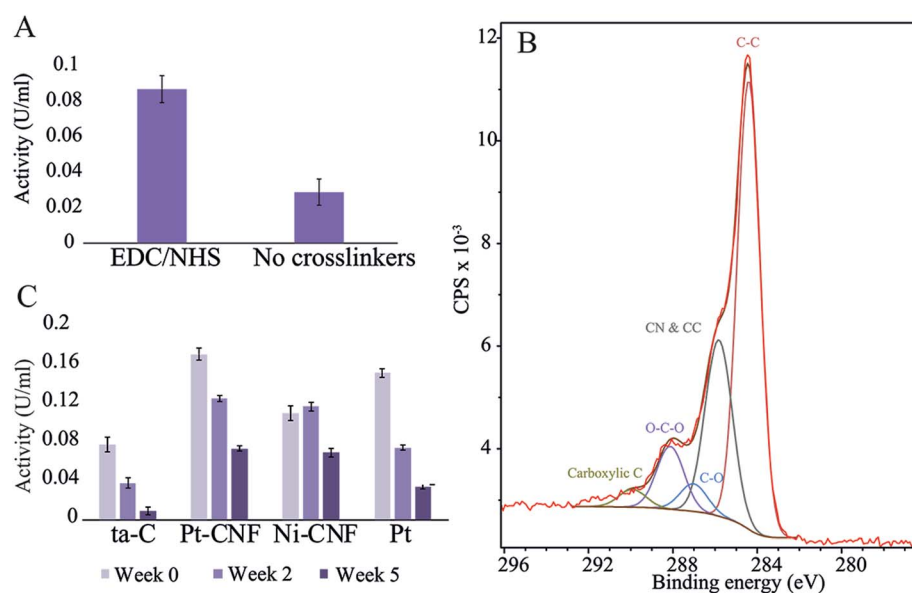 A
0.1
0.08
0.06
0.04
0.02
0
Activity (U/ml)
EDC/NHS No crosslinkers
B
12
10
8
6
4
CPS x 10⁻³
C-C
CN & CC
O-C-O
C-O
Carboxylic C
296 292 288 284 280
Binding energy (eV)
C
0.2
0.16
0.12
0.08
0.04
0
Activity (U/ml)
ta-C Pt-CNF Ni-CNF Pt
Week 0 Week 2 Week 5